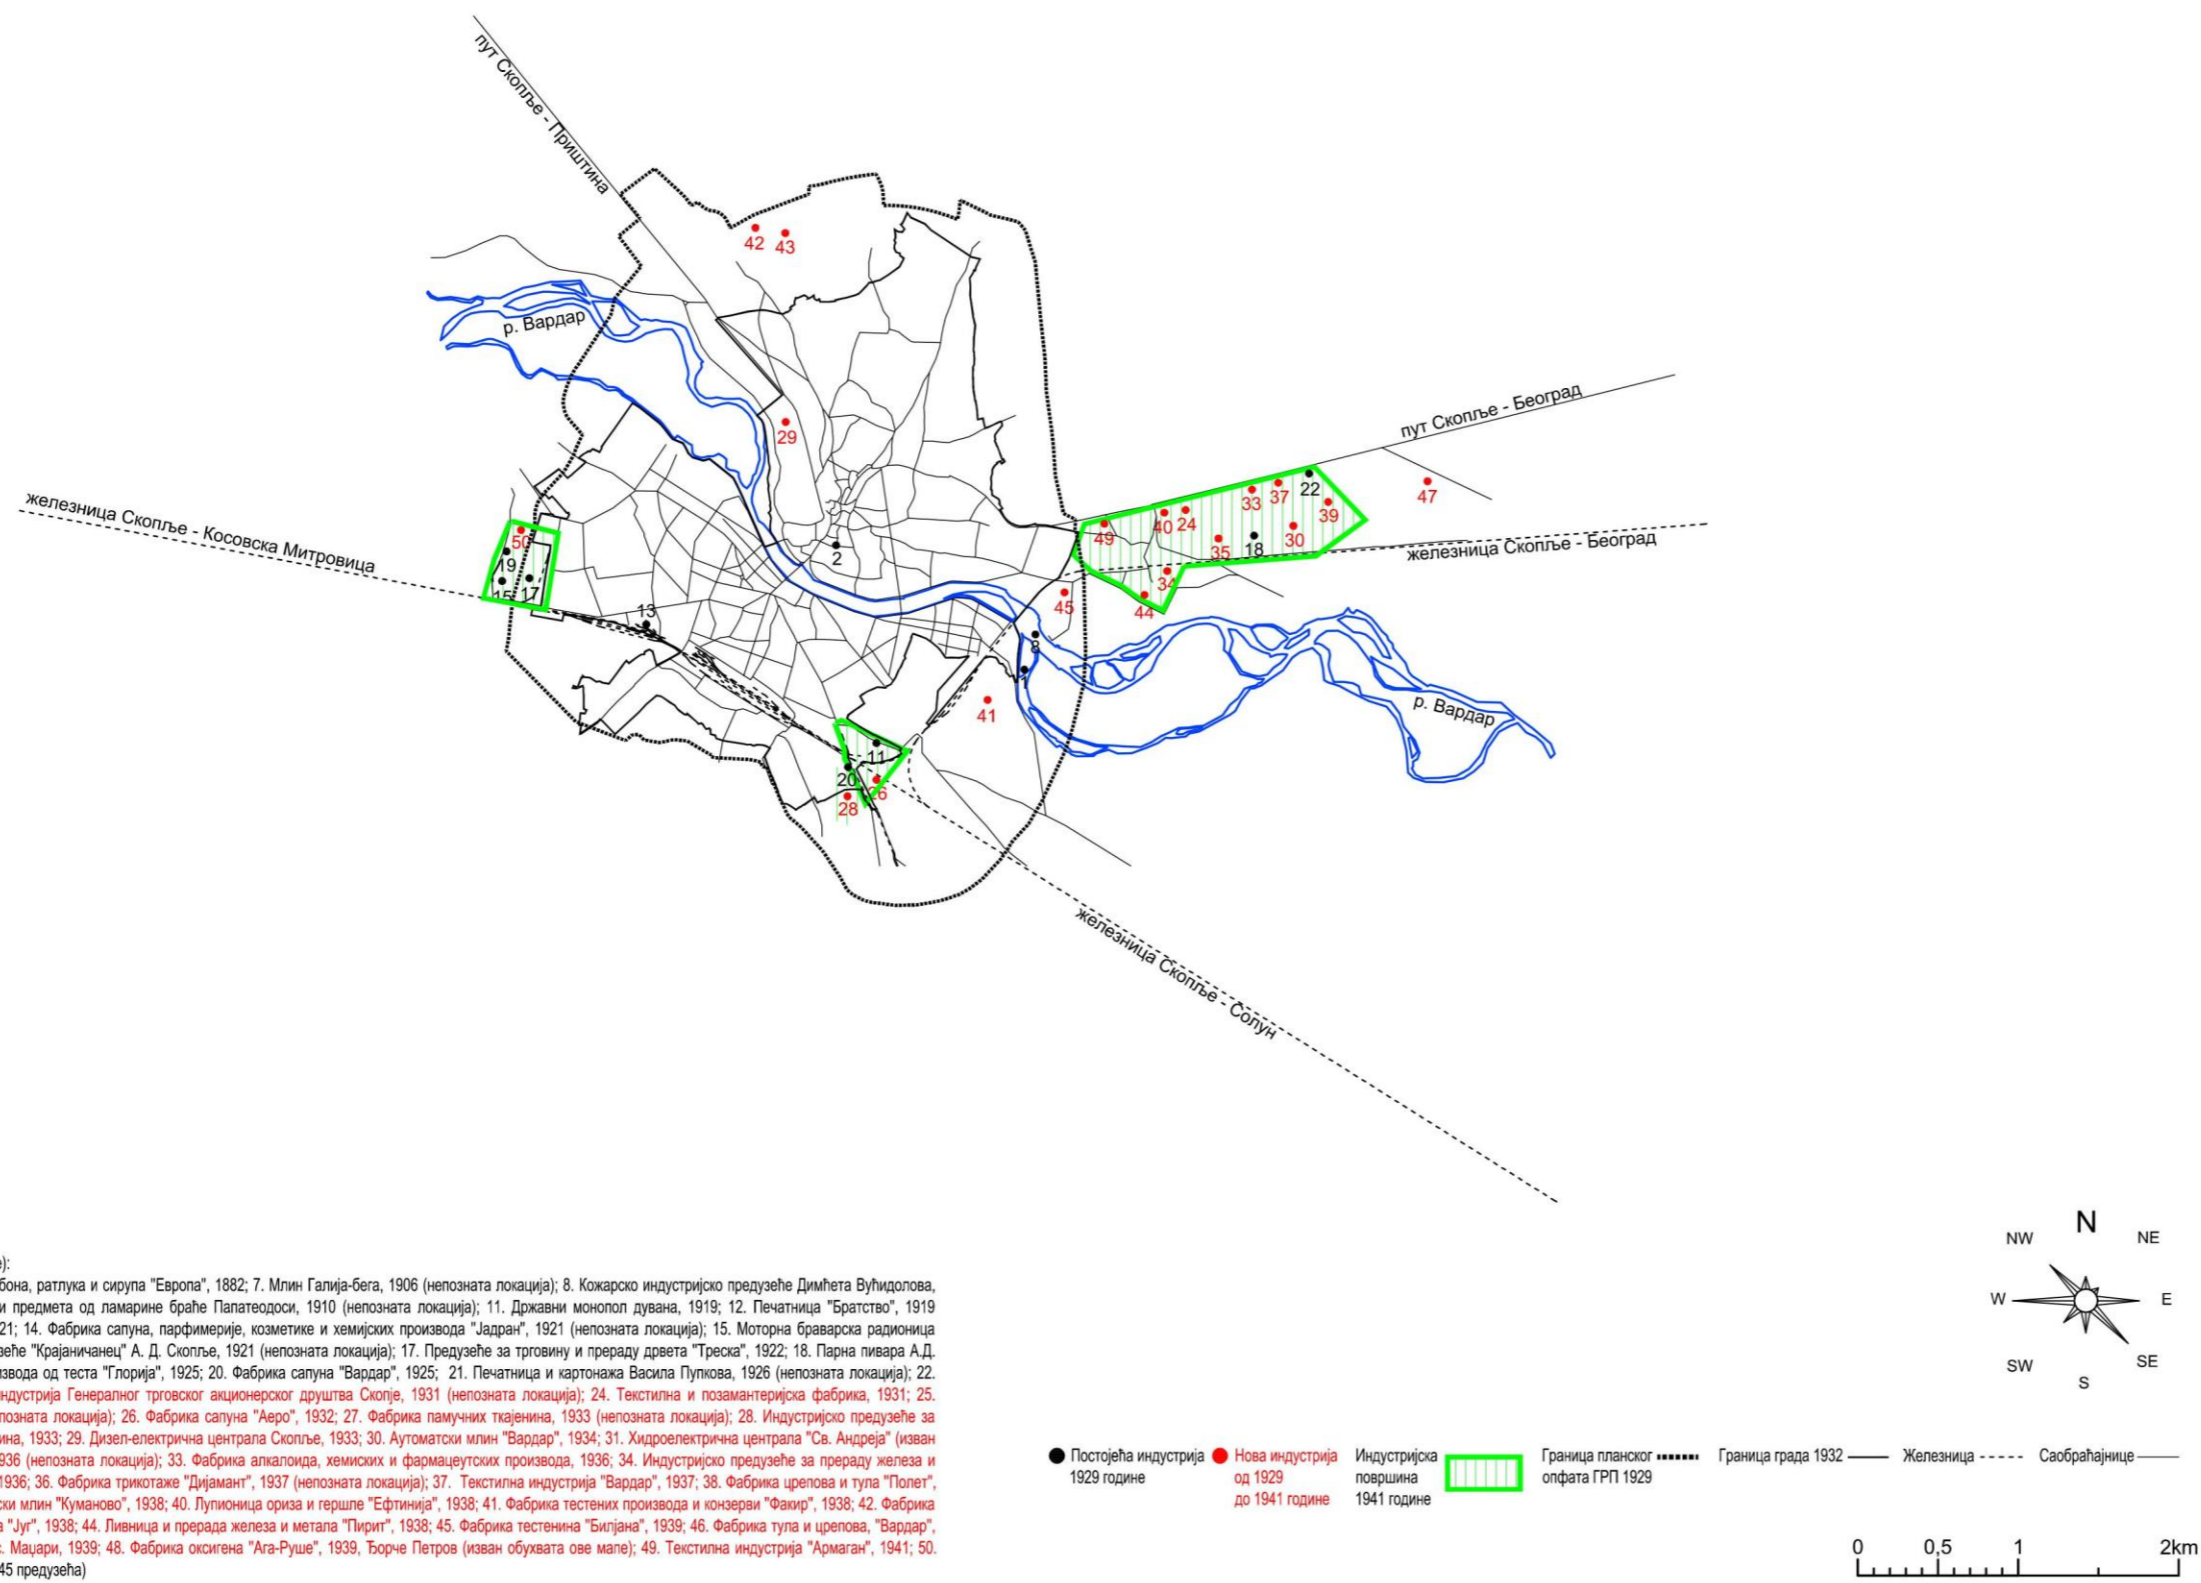 пут Скопље - Приштина
42
43
р. Вардар
29
пут Скопље - Београд
железница Скопље - Косовска Митровица
33
37
22
47
39
40
24
49
30
35
18
железница Скопље - Београд
50
2
19
15
17
34
44
45
13
8
1
41
р. Вардар
11
20
26
28
железница Скопље - Солун
е):
бона, ратлука и сирупа "Европа", 1882; 7. Млин Галија-бега, 1906 (непозната локација); 8. Кожарско индустријско предузеће Димћета Вућидолова,
и предмета од ламарине браће Папатеодоси, 1910 (непозната локација); 11. Државни монопол дувана, 1919; 12. Печатница "Братство", 1919
21; 14. Фабрика сапуна, парфимерије, козметике и хемијских производа "Јадран", 1921 (непозната локација); 15. Моторна браварска радионица
зеће "Крајаничанец" А. Д. Скопље, 1921 (непозната локација); 17. Предузеће за трговину и прераду дрвета "Треска", 1922; 18. Парна пивара А.Д.
извода од теста "Глорија", 1925; 20. Фабрика сапуна "Вардар", 1925; 21. Печатница и картонажа Васила Пупкова, 1926 (непозната локација); 22.
индустрија Генералног трговског акционерског друштва Скопје, 1931 (непозната локација); 24. Текстилна и позамантеријска фабрика, 1931; 25.
позната локација); 26. Фабрика сапуна "Аеро", 1932; 27. Фабрика памучних ткајенина, 1933 (непозната локација); 28. Индустријско предузеће за
ина, 1933; 29. Дизел-електрична централа Скопље, 1933; 30. Аутоматски млин "Вардар", 1934; 31. Хидроелектрична централа "Св. Андреја" (изван
936 (непозната локација); 33. Фабрика алкалоида, хемиских и фармацеутских производа, 1936; 34. Индустријско предузеће за прераду железа и
1936; 36. Фабрика трикотаже "Дијамант", 1937 (непозната локација); 37. Текстилна индустрија "Вардар", 1937; 38. Фабрика црепова и тула "Полет",
ски млин "Куманово", 1938; 40. Лупионица ориза и гершле "Ефтинија", 1938; 41. Фабрика тестених производа и конзерви "Факир", 1938; 42. Фабрика
а "Југ", 1938; 44. Ливница и прерада железа и метала "Пирит", 1938; 45. Фабрика тестенина "Билјана", 1939; 46. Фабрика тула и црепова, "Вардар",
с. Маџари, 1939; 48. Фабрика оксигена "Ага-Руше", 1939, Ђорче Петров (изван обухвата ове мапе); 49. Текстилна индустрија "Армаган", 1941; 50.
45 предузећа)
N
NW
NE
W
E
SW
SE
S
Постојећа индустрија
1929 године
Нова индустрија
од 1929
до 1941 године
Индустријска
површина
1941 године
Граница планског
опфата ГРП 1929
Граница града 1932
Железница
Саобраћајнице
0
0,5
1
2km